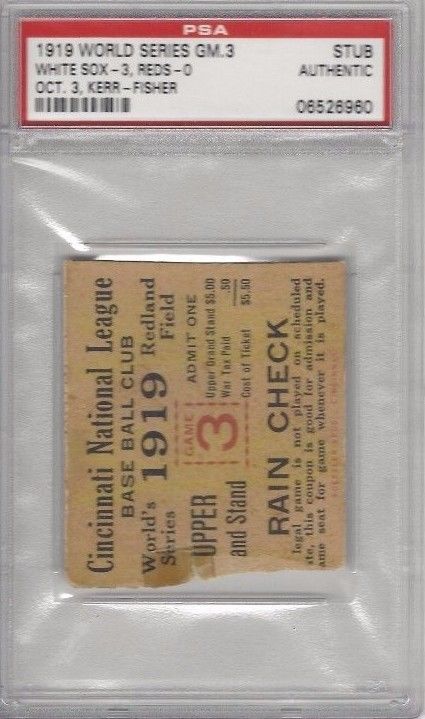 PSA
1919 WORLD SERIES GM.3 STUB
WHITE SOX-3, REDS-0 AUTHENTIC
OCT. 3, KERR-FISHER 06526960
Cincinnati National League
BASE BALL CLUB
World's Series 1919 Redland Field
GAME 3
ADMIT ONE
Upper Grand Stand $5.00
War Tax Paid .50
Cost of Ticket $5.50
UPPER
and Stand
RAIN CHECK
legal game is not played on scheduled
te, this coupon is good for admission and
ame seat for game whenever it is played.